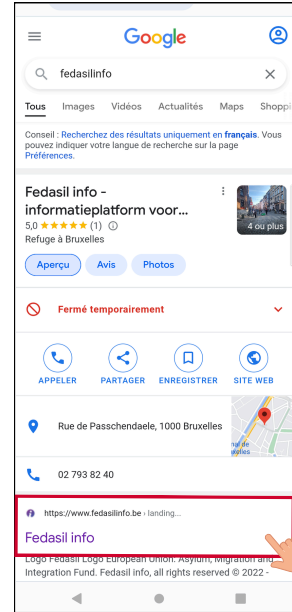 Google
fedasilinfo
Tous Images Vidéos Actualités Maps Shoppi
Conseil : Recherchez des résultats uniquement en français. Vous
pouvez indiquer votre langue de recherche sur la page
Préférences.
Fedasil info -
informatieplatform voor...
4 ou plus
5,0 ★★★★★ (1)
Refuge à Bruxelles
Aperçu Avis Photos
Fermé temporairement
APPELER PARTAGER ENREGISTRER SITE WEB
Rue de Passchendaele, 1000 Bruxelles
02 793 82 40
https://www.fedasilinfo.be › landing...
Fedasil info
Logo Fedasil Logo European Union. Asylum, Migration and
Integration Fund. Fedasil info, all rights reserved © 2022 -